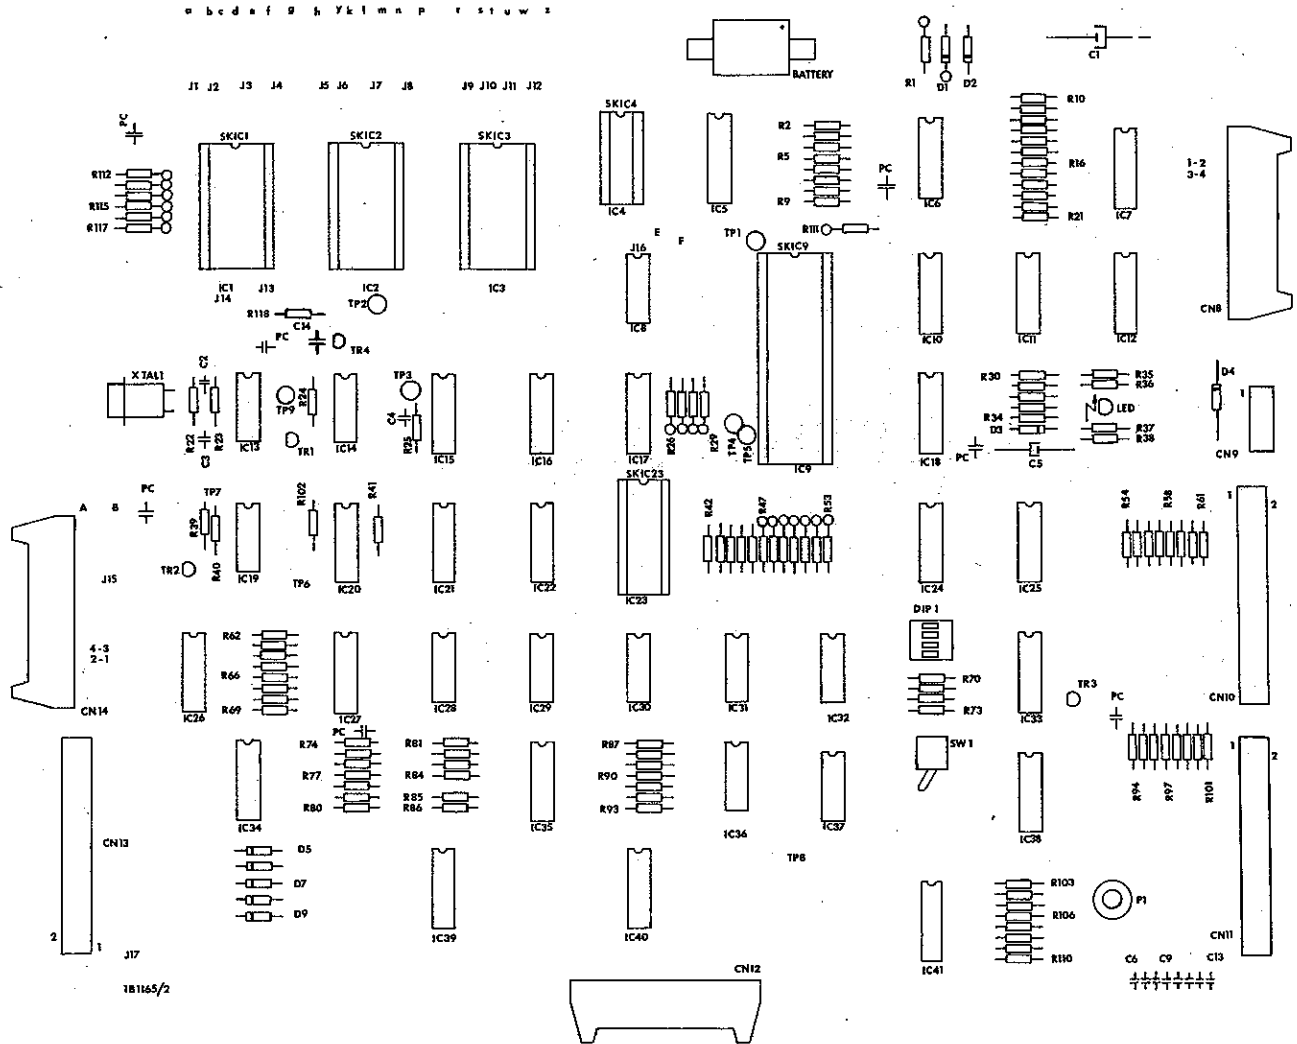 a b c d e f g h y k l m n p r s t u w z
BATTERY
R1 D1 D2
C1
J1 J2 J3 J4 J5 J6 J7 J8 J9 J10 J11 J12
PC
SKIC1 SKIC2 SKIC3 SKIC4
R2
R5
R9
R10
R16
R21
1-2
3-4
R112
R115
R117
PC
IC4 IC5 IC6 IC7
E F
TP1
R111
J16 SKIC9
IC1 J13 IC2 IC3
J14
TP2
R118
C14
PC
TR4
IC8 IC10 IC11 IC12
CN8
XTAL1
C2
R24
TP3
R30
R35
R36
D4
1
TP9
C4
R34
D3
LED
R22
C3
R23
IC13
TR1
IC14
R25
IC15
IC16
IC17
R26
R29
TP4
TP5
IC9
IC18
PC
C5
R37
R38
CN9
SKIC23
A B
PC
TP7
R102
R41
R42
R47
R53
R54
R58
R61
1
2
R39
R40
TR2
IC19
TP6
IC20
IC21
IC22
IC23
IC24
IC25
J15
4-3
2-1
R62
R66
R69
DIP1
R70
R73
TR3
PC
CN10
CN14
IC26 IC27 IC28 IC29 IC30 IC31 IC32 IC33
PC
R74
R77
R80
R81
R84
R85
R86
R87
R90
R93
SW1
R94
R97
R101
1
2
IC34 IC35 IC36 IC37 IC38
CN13
D5
D7
D9
TP8
R103
R106
R110
P1
2
1
IC39 IC40 IC41
CN11
J17
CN12
C6 C9 C13
1B1165/2